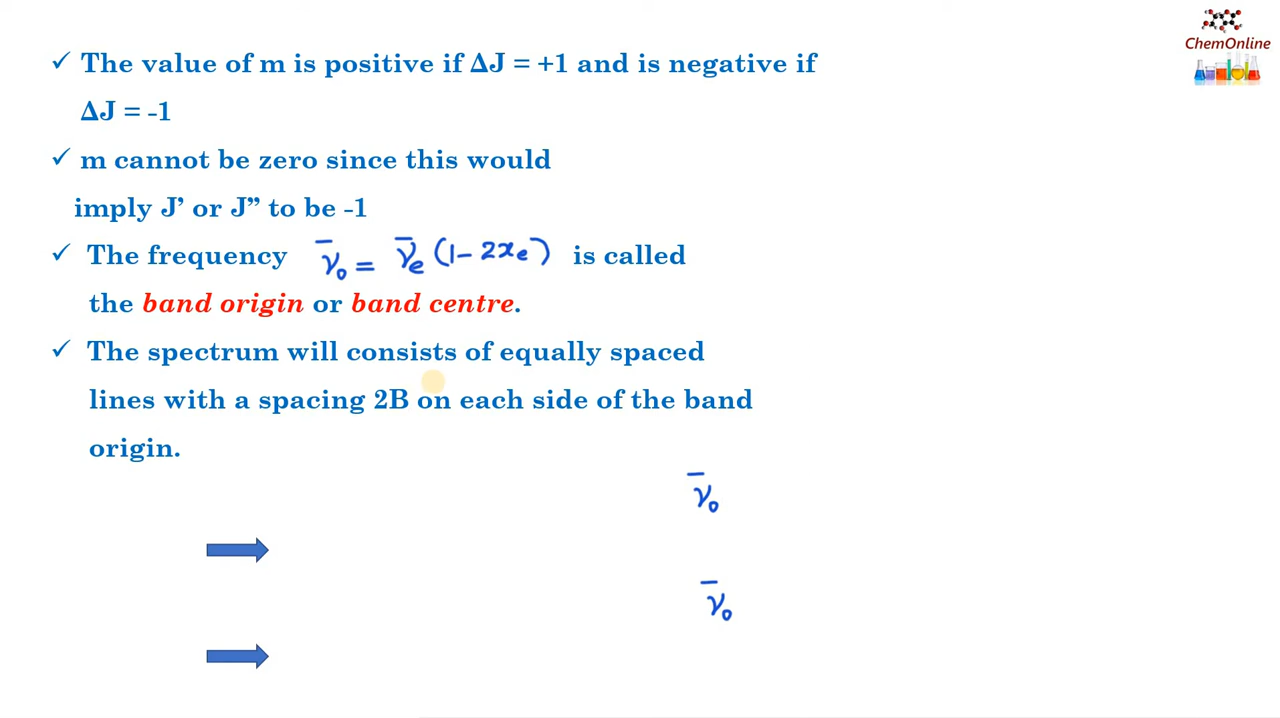 ChemOnline
✓ The value of m is positive if ΔJ = +1 and is negative if
ΔJ = -1
✓ m cannot be zero since this would
imply J’ or J” to be -1
✓ The frequency ν̅₀ = ν̅ₑ (1 - 2xₑ) is called
the band origin or band centre.
✓ The spectrum will consists of equally spaced
lines with a spacing 2B on each side of the band
origin.
ν̅₀
ν̅₀